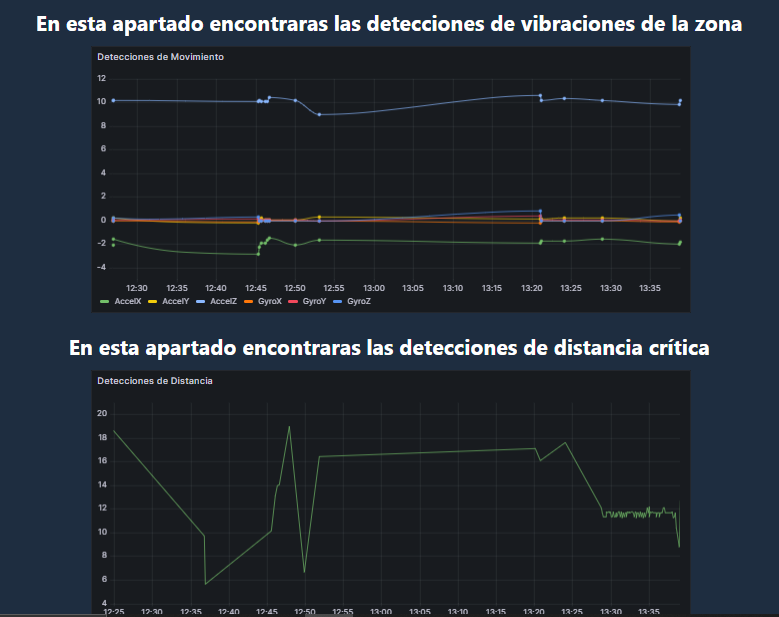 En esta apartado encontraras las detecciones de vibraciones de la zona
Detecciones de Movimiento
12
10
8
6
4
2
0
-2
-4
12:30 12:35 12:40 12:45 12:50 12:55 13:00 13:05 13:10 13:15 13:20 13:25 13:30 13:35
AccelX AccelY AccelZ GyroX GyroY GyroZ
En esta apartado encontraras las detecciones de distancia crítica
Detecciones de Distancia
20
18
16
14
12
10
8
6
4
12:25 12:30 12:35 12:40 12:45 12:50 12:55 13:00 13:05 13:10 13:15 13:20 13:25 13:30 13:35